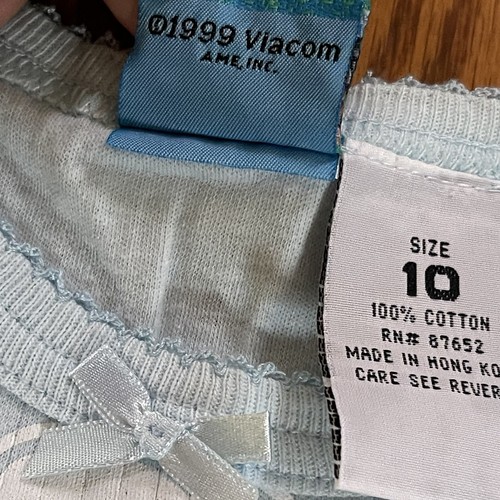 ©1999 Viacom
AME, INC.
SIZE
10
100% COTTON
RN# 87652
MADE IN HONG KO
CARE SEE REVER